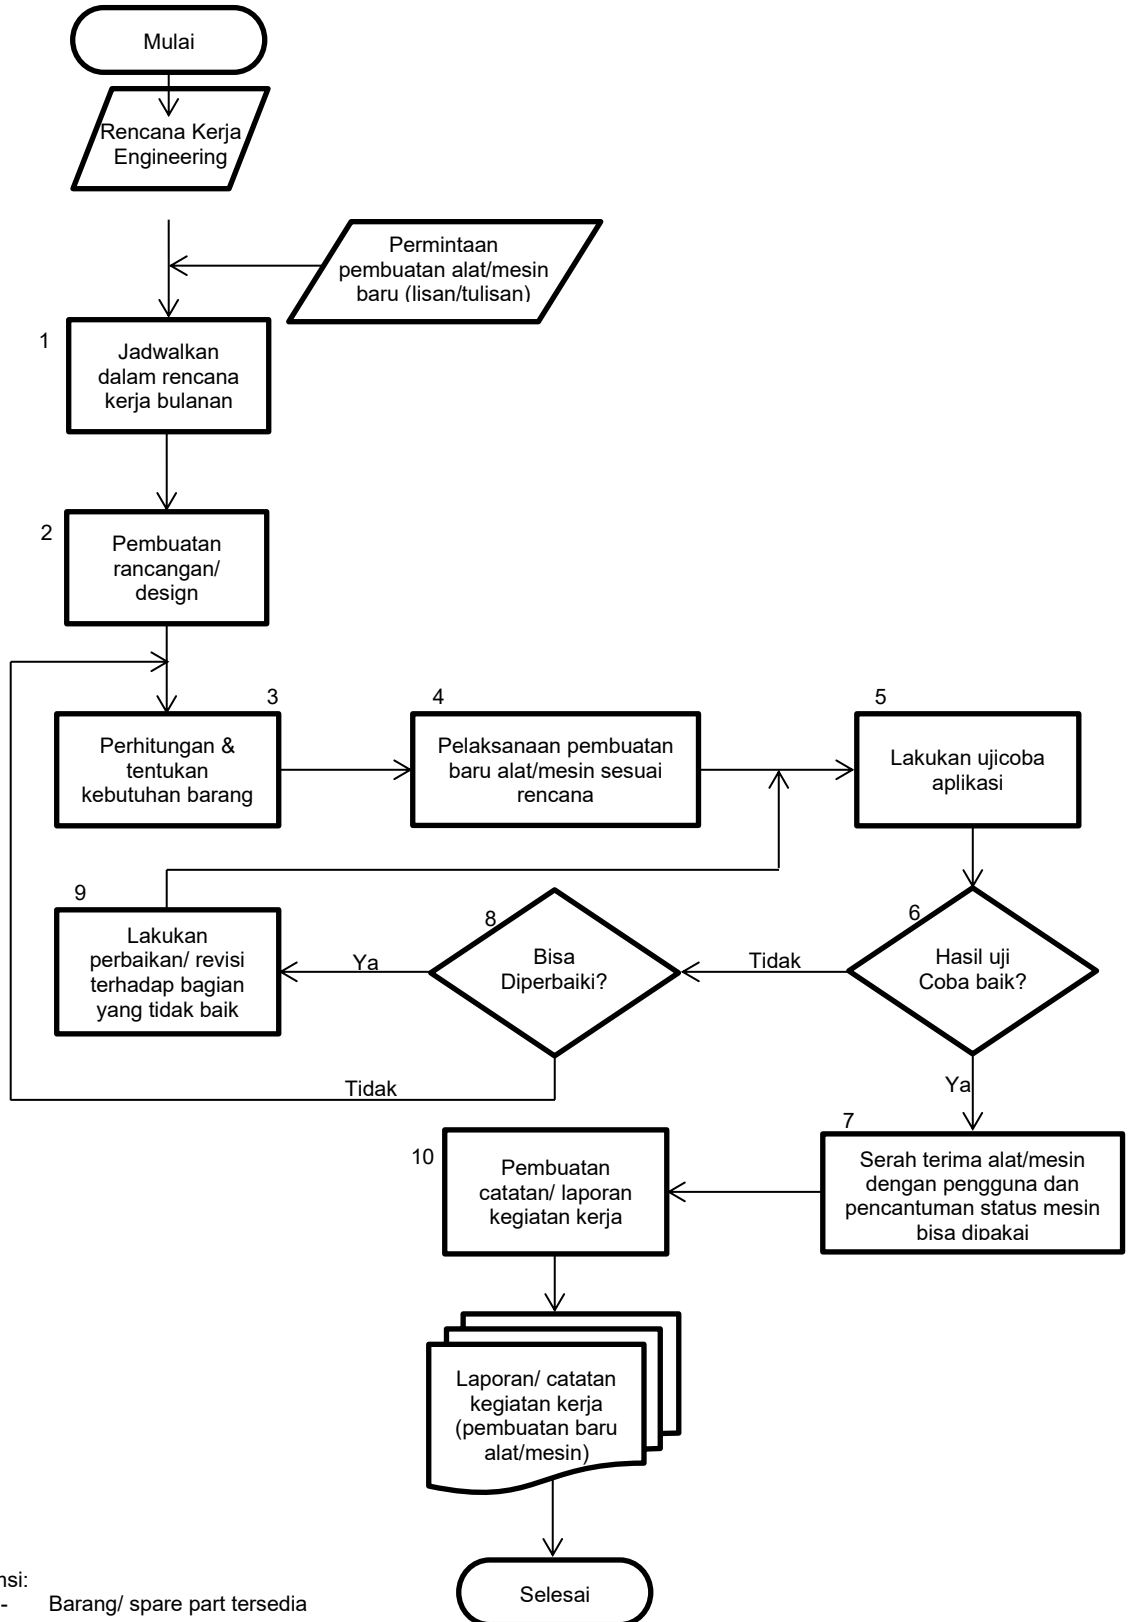 Mulai
Rencana Kerja
Engineering
Permintaan
pembuatan alat/mesin
baru (lisan/tulisan)
1
Jadwalkan
dalam rencana
kerja bulanan
2
Pembuatan
rancangan/
design
3
Perhitungan &
tentukan
kebutuhan barang
4
Pelaksanaan pembuatan
baru alat/mesin sesuai
rencana
5
Lakukan ujicoba
aplikasi
6
Hasil uji
Coba baik?
Tidak
8
Bisa
Diperbaiki?
Ya
9
Lakukan
perbaikan/ revisi
terhadap bagian
yang tidak baik
Tidak
Ya
7
Serah terima alat/mesin
dengan pengguna dan
pencantuman status mesin
bisa dipakai
10
Pembuatan
catatan/ laporan
kegiatan kerja
Laporan/ catatan
kegiatan kerja
(pembuatan baru
alat/mesin)
Selesai
nsi:
- Barang/ spare part tersedia